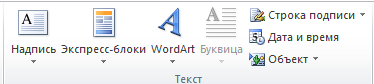 Надпись Экспресс-блоки WordArt Буквица
Строка подписи
Дата и время
Объект
Текст